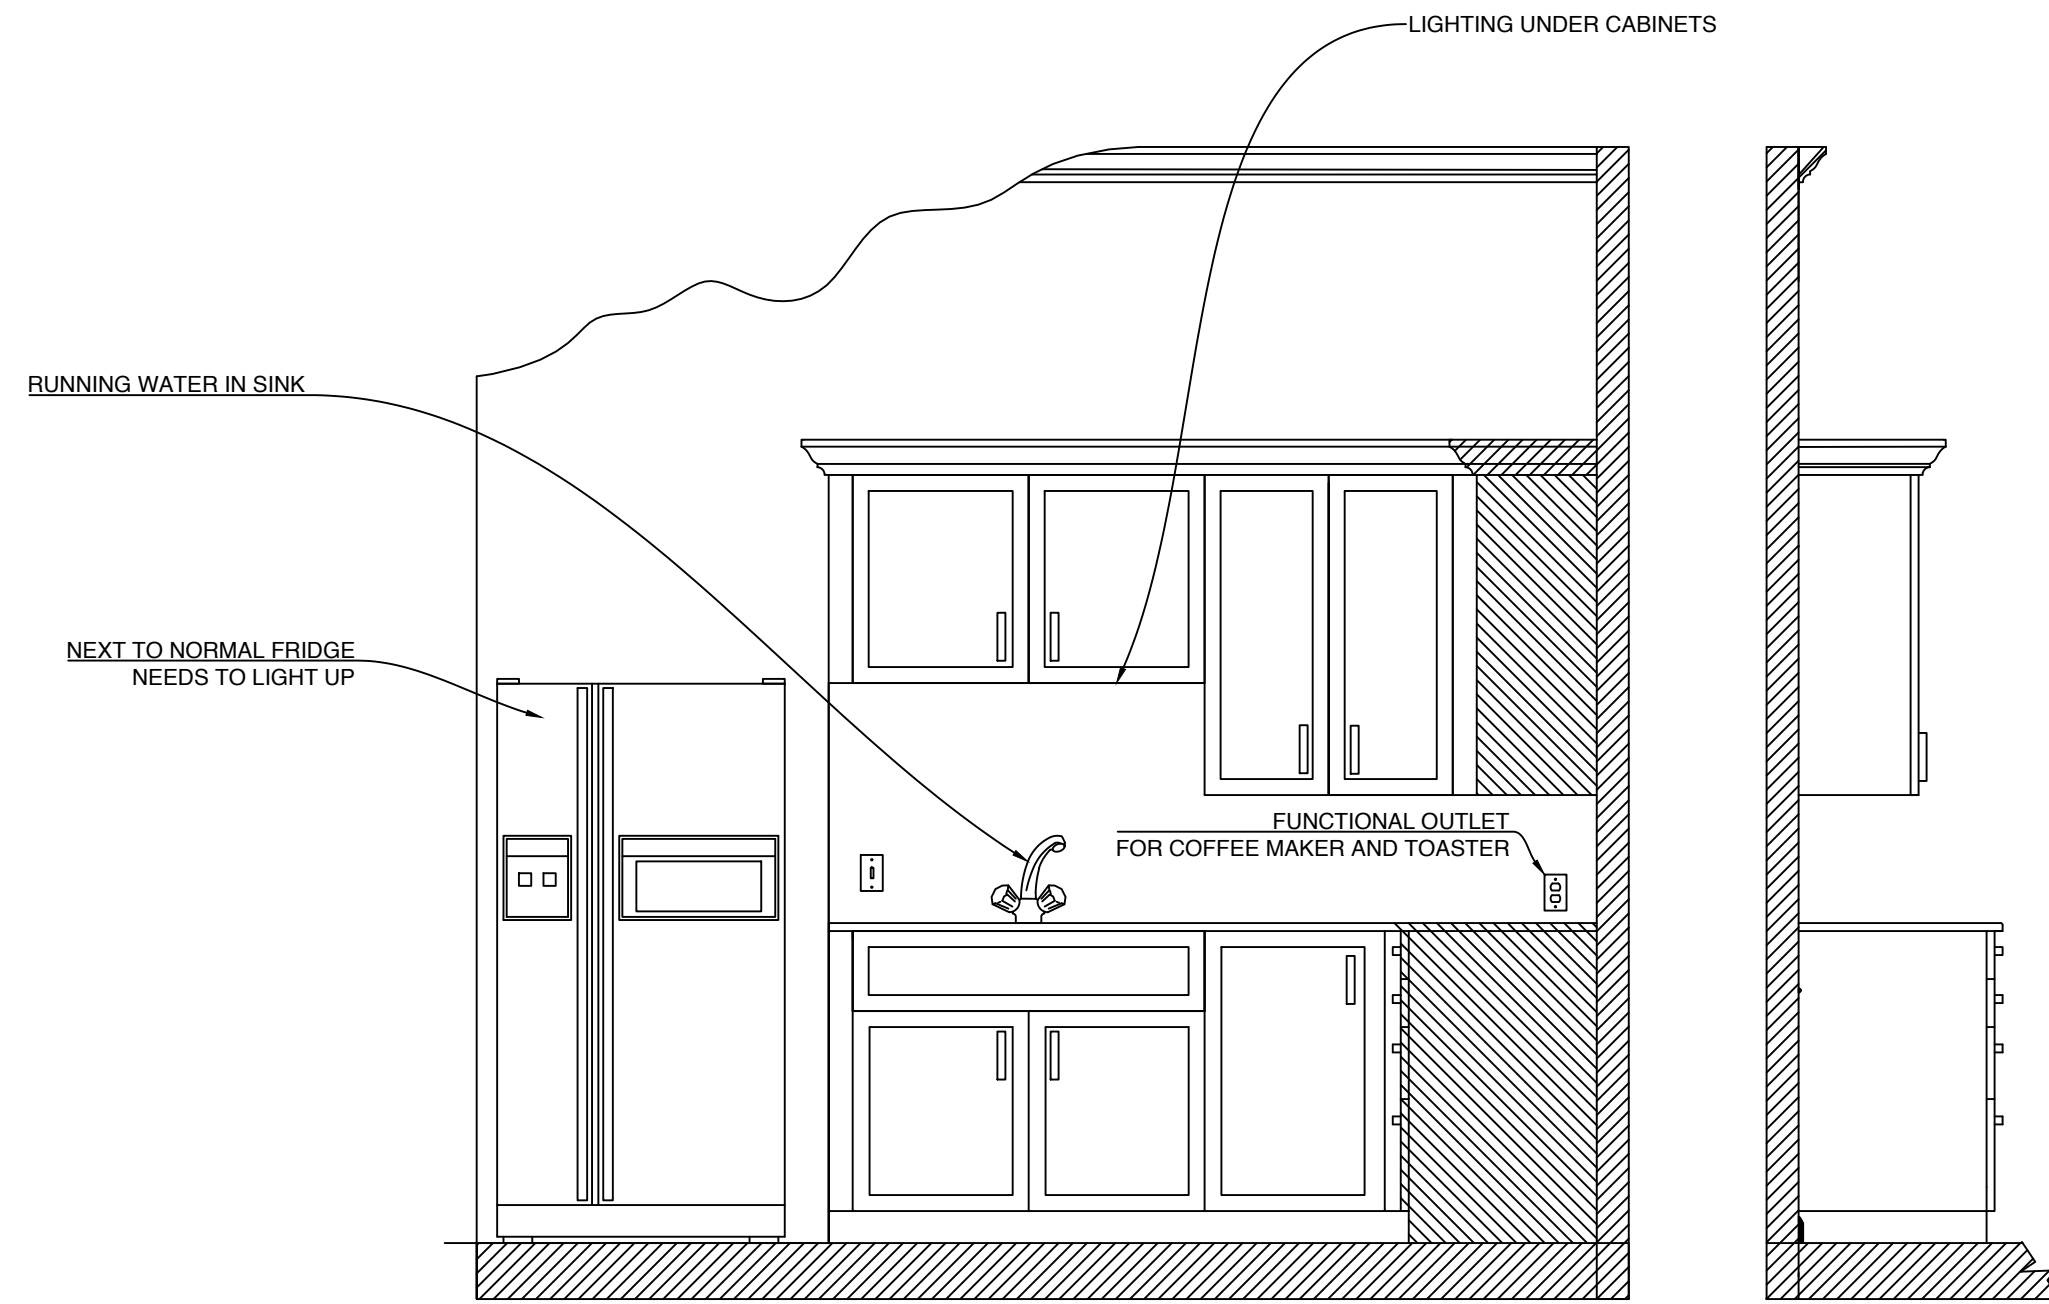 LIGHTING UNDER CABINETS
RUNNING WATER IN SINK
NEXT TO NORMAL FRIDGE
NEEDS TO LIGHT UP
FUNCTIONAL OUTLET
FOR COFFEE MAKER AND TOASTER